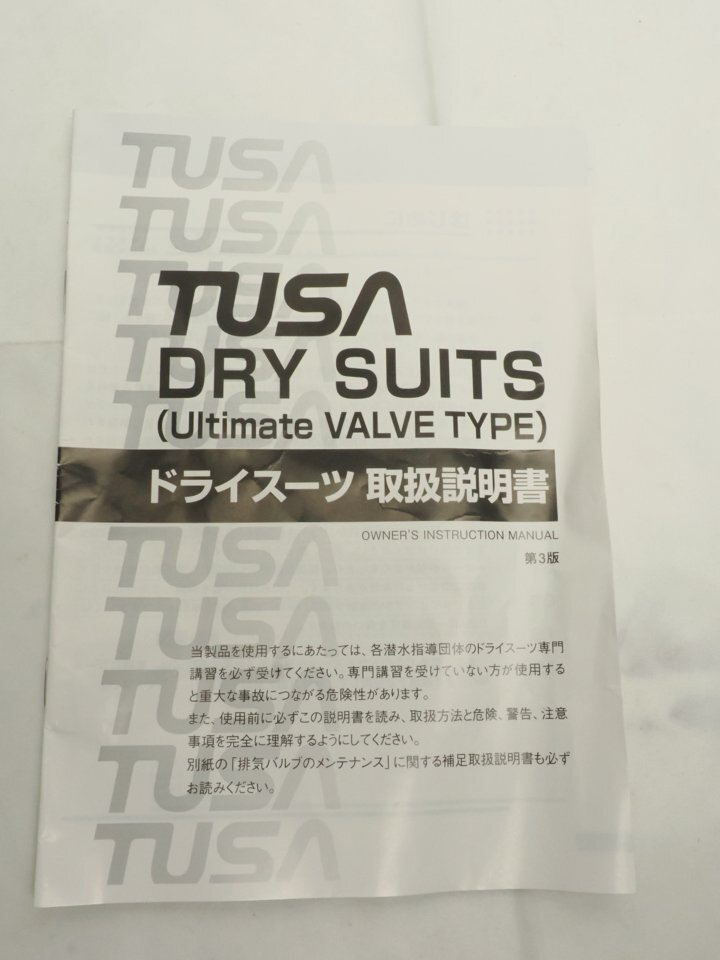 TUSA
TUSA
TUSA
TUSA
TUSA
TUSA
DRY SUITS
(Ultimate VALVE TYPE)
ドライスーツ 取扱説明書
OWNER'S INSTRUCTION MANUAL
第3版
TUSA
TUSA
TUSA
TUSA
TUSA
当製品を使用するにあたっては、各潜水指導団体のドライスーツ専門
講習を必ず受けてください。専門講習を受けていない方が使用する
と重大な事故につながる危険性があります。
また、使用前に必ずこの説明書を読み、取扱方法と危険、警告、注意
事項を完全に理解するようにしてください。
別紙の「排気バルブのメンテナンス」に関する補足取扱説明書も必ず
お読みください。